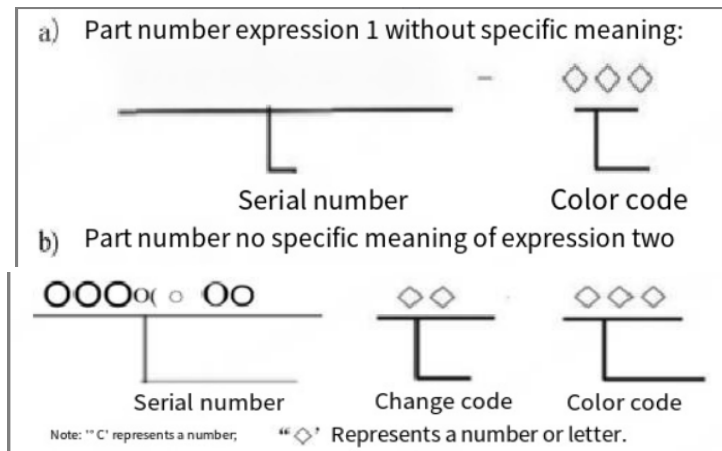 a) Part number expression 1 without specific meaning:
– ◇◇◇
Serial number Color code
b) Part number no specific meaning of expression two
◇◇ ◇◇◇
Serial number Change code Color code
Note: '"C' represents a number; “◇’ Represents a number or letter.